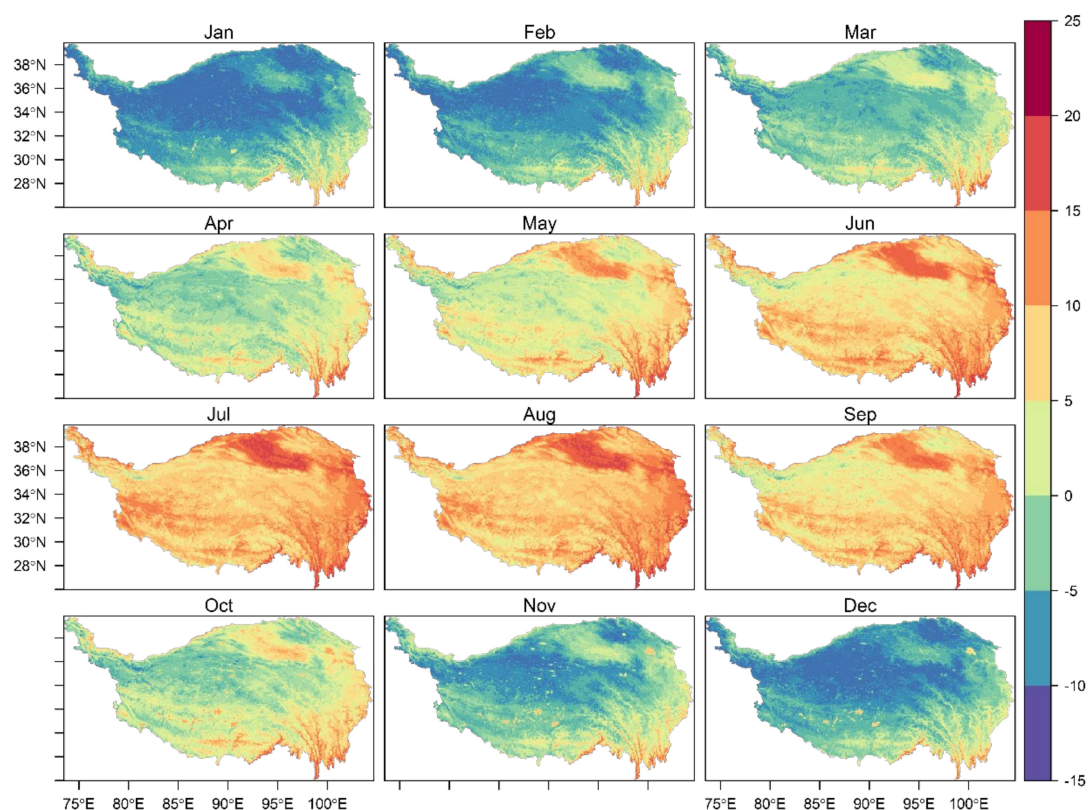 Jan Feb Mar
38°N
36°N
34°N
32°N
30°N
28°N
Apr May Jun
Jul Aug Sep
38°N
36°N
34°N
32°N
30°N
28°N
Oct Nov Dec
75°E 80°E 85°E 90°E 95°E 100°E 75°E 80°E 85°E 90°E 95°E 100°E
25
20
15
10
5
0
-5
-10
-15